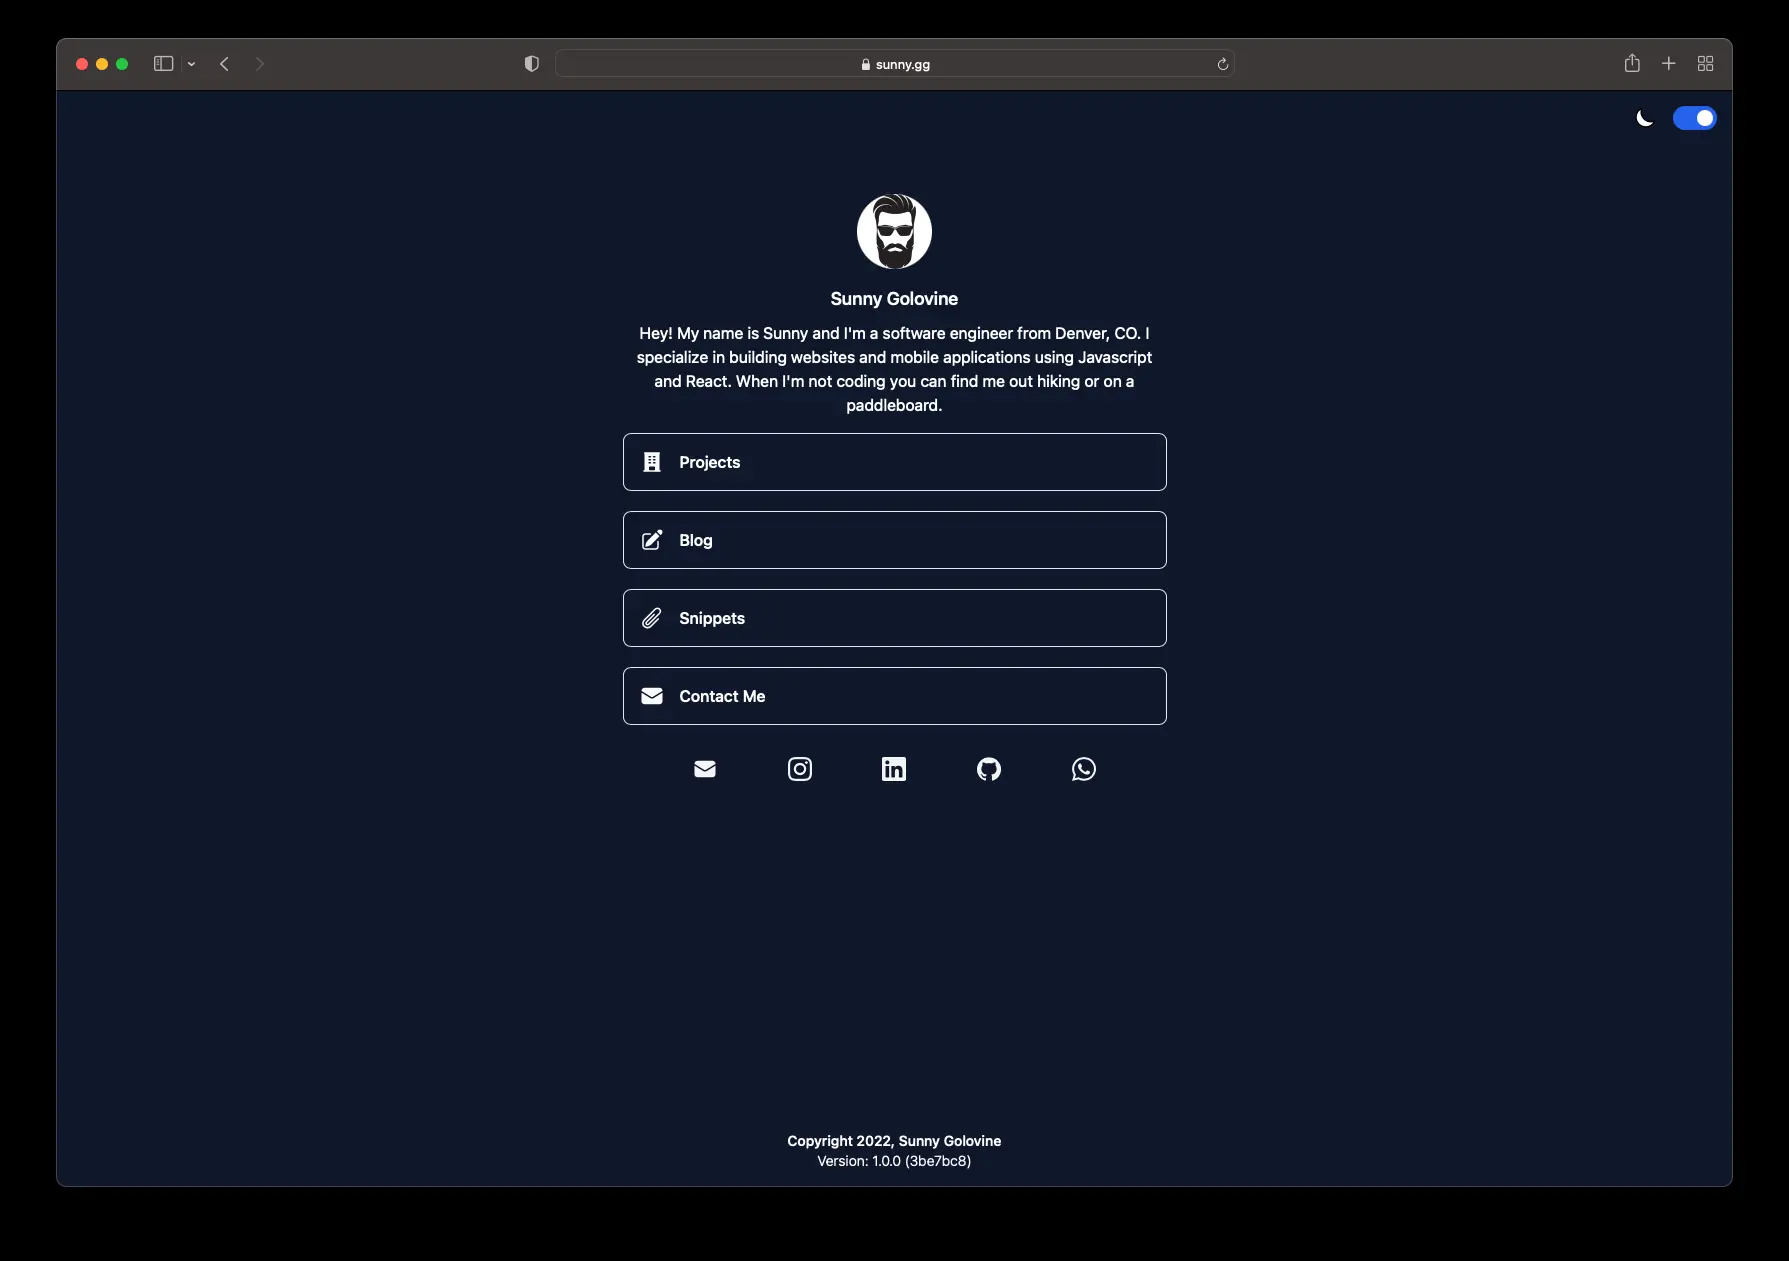 sunny.gg
Sunny Golovine
Hey! My name is Sunny and I'm a software engineer from Denver, CO. I
specialize in building websites and mobile applications using Javascript
and React. When I'm not coding you can find me out hiking or on a
paddleboard.
Projects
Blog
Snippets
Contact Me
in
Copyright 2022, Sunny Golovine
Version: 1.0.0 (3be7bc8)